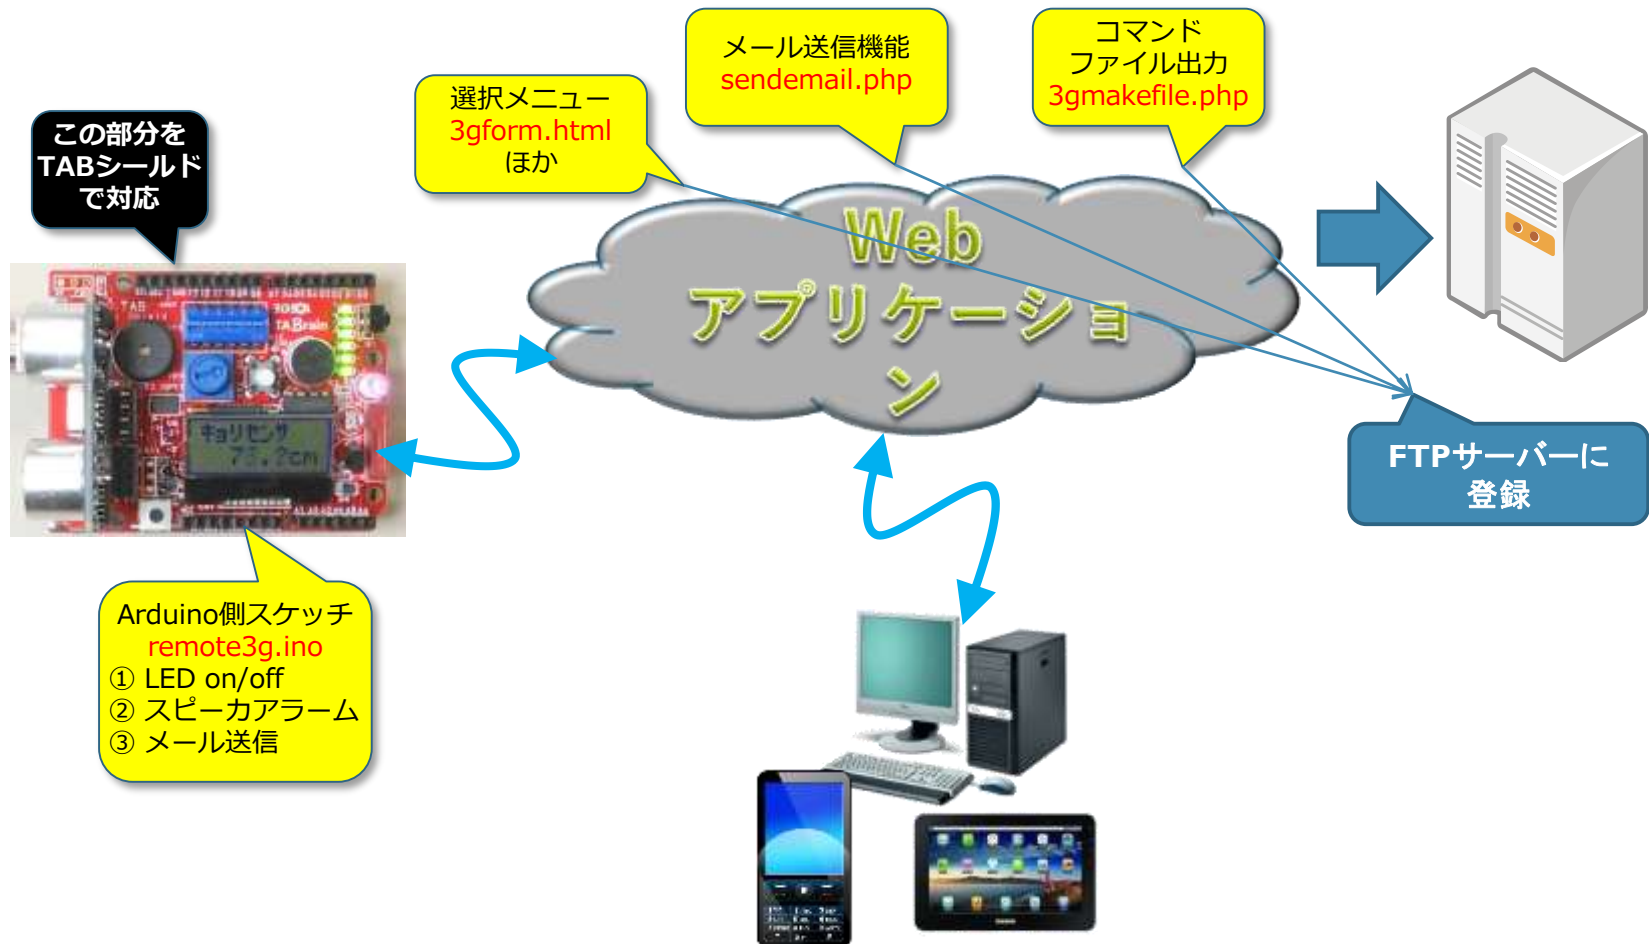 メール送信機能
sendemail.php
コマンド
ファイル出力
3gmakefile.php
選択メニュー
3gform.html
ほか
この部分を
TABシールド
で対応
Web
アプリケーショ
ン
TAB
TABrain
キョリセンサ
FTPサーバーに
登録
Arduino側スケッチ
remote3g.ino
① LED on/off
② スピーカアラーム
③ メール送信